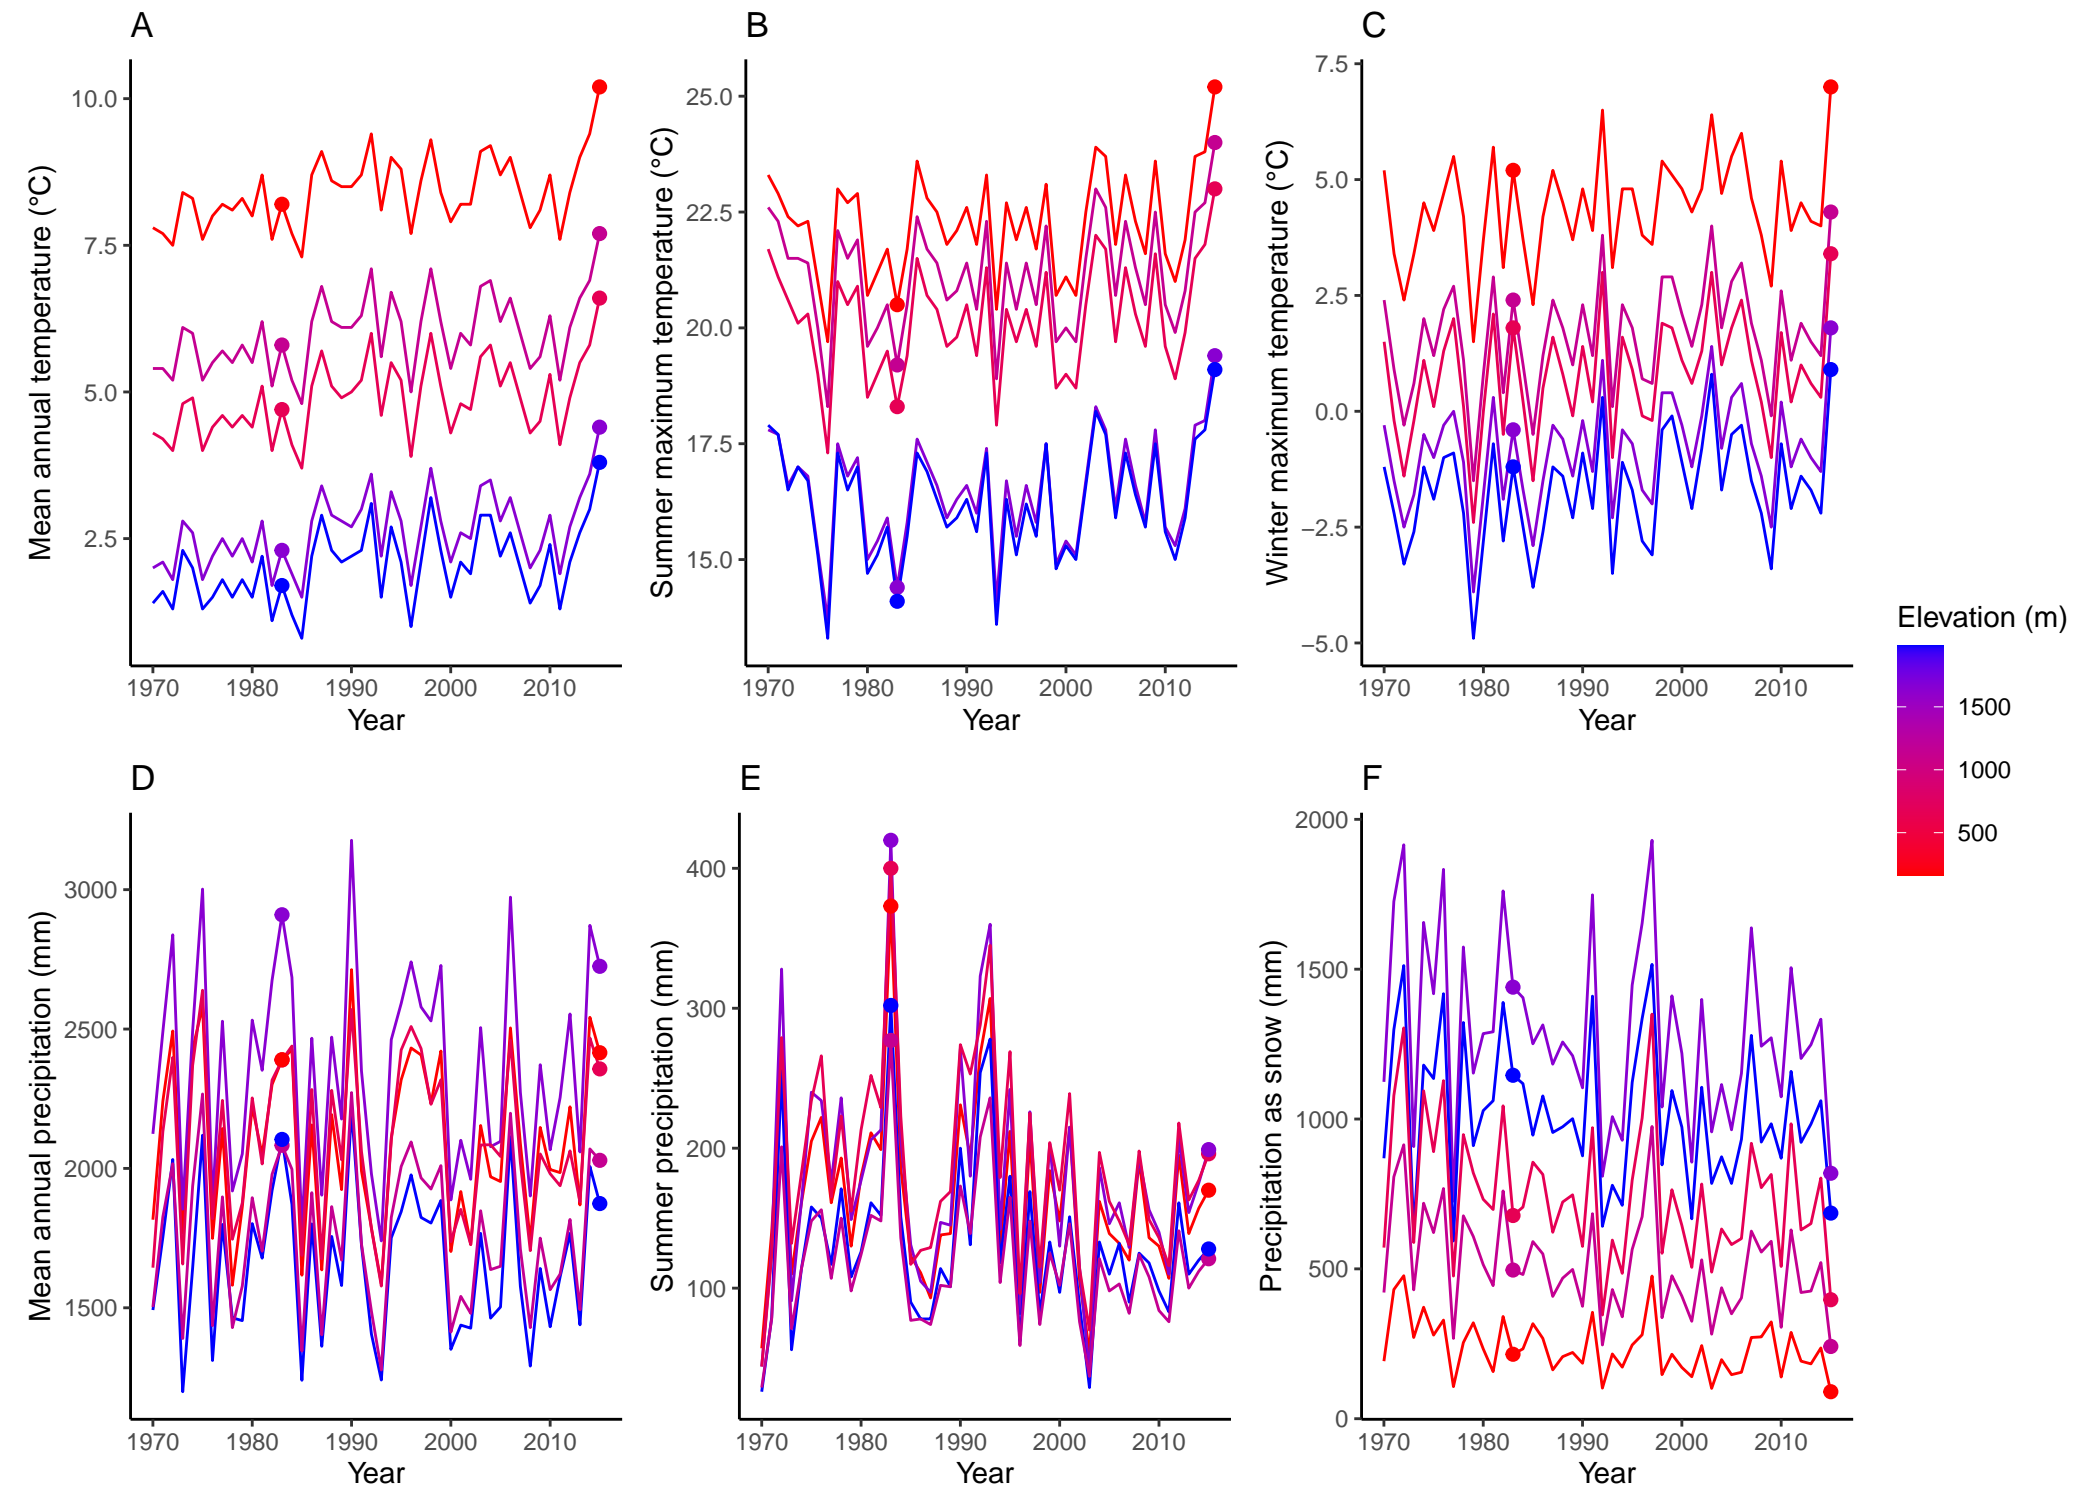 A
Mean annual temperature (°C)
10.0
7.5
5.0
2.5
1970 1980 1990 2000 2010
Year
B
Summer maximum temperature (°C)
25.0
22.5
20.0
17.5
15.0
1970 1980 1990 2000 2010
Year
C
Winter maximum temperature (°C)
7.5
5.0
2.5
0.0
−2.5
−5.0
1970 1980 1990 2000 2010
Year
D
Mean annual precipitation (mm)
3000
2500
2000
1500
1970 1980 1990 2000 2010
Year
E
Summer precipitation (mm)
400
300
200
100
1970 1980 1990 2000 2010
Year
F
Precipitation as snow (mm)
2000
1500
1000
500
0
1970 1980 1990 2000 2010
Year
Elevation (m)
1500
1000
500